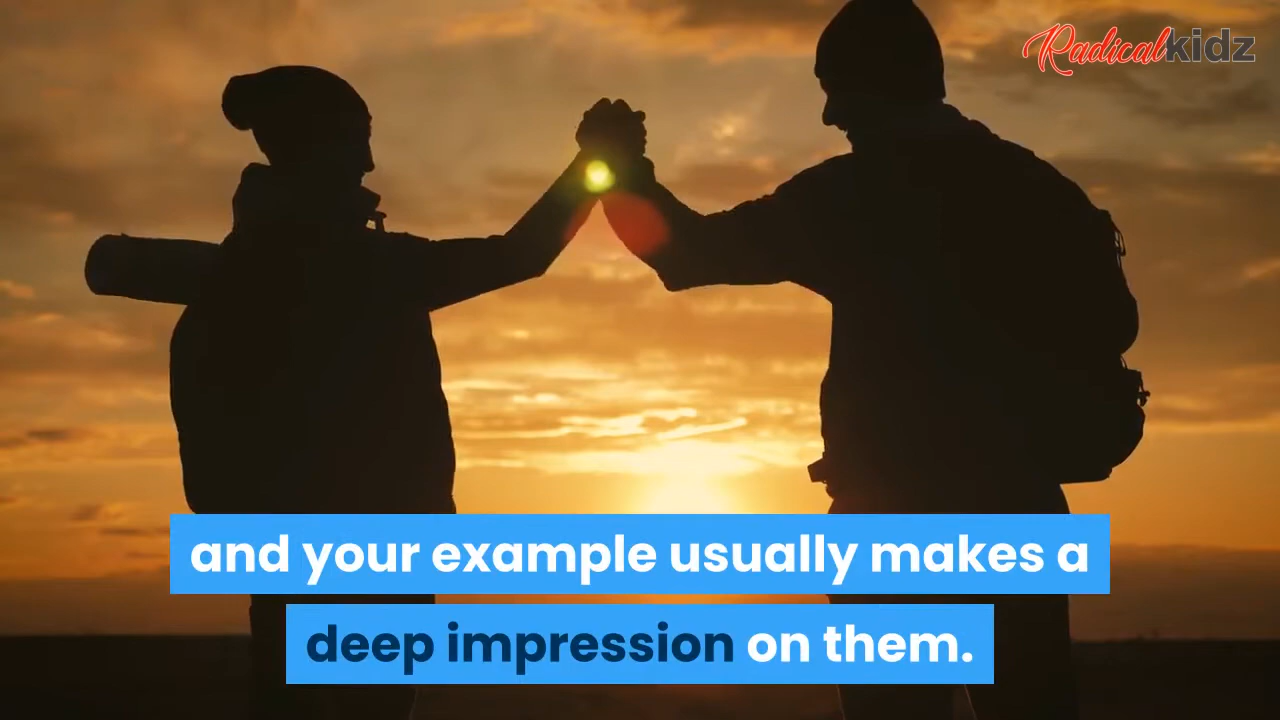 Radicalkidz
and your example usually makes a
deep impression on them.